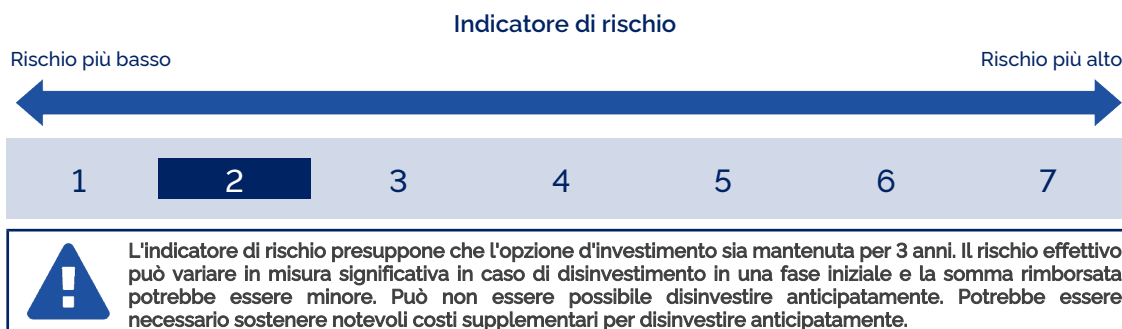 Indicatore di rischio
Rischio più basso
Rischio più alto
1 2 3 4 5 6 7
L'indicatore di rischio presuppone che l'opzione d'investimento sia mantenuta per 3 anni. Il rischio effettivo
può variare in misura significativa in caso di disinvestimento in una fase iniziale e la somma rimborsata
potrebbe essere minore. Può non essere possibile disinvestire anticipatamente. Potrebbe essere
necessario sostenere notevoli costi supplementari per disinvestire anticipatamente.